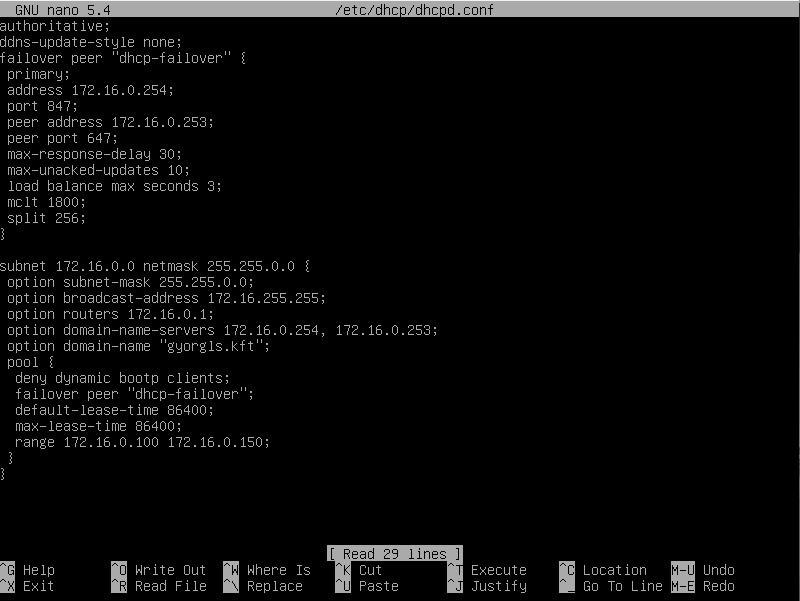 GNU nano 5.4 /etc/dhcp/dhcpd.conf
authoritative;
ddns-update-style none;
failover peer "dhcp-failover" {
 primary;
 address 172.16.0.254;
 port 847;
 peer address 172.16.0.253;
 peer port 647;
 max-response-delay 30;
 max-unacked-updates 10;
 load balance max seconds 3;
 mclt 1800;
 split 256;
}
subnet 172.16.0.0 netmask 255.255.0.0 {
 option subnet-mask 255.255.0.0;
 option broadcast-address 172.16.255.255;
 option routers 172.16.0.1;
 option domain-name-servers 172.16.0.254, 172.16.0.253;
 option domain-name "gyorgls.kft";
 pool {
  deny dynamic bootp clients;
  failover peer "dhcp-failover";
  default-lease-time 86400;
  max-lease-time 86400;
  range 172.16.0.100 172.16.0.150;
 }
}
[ Read 29 lines ]
^G Help ^O Write Out ^W Where Is ^K Cut ^T Execute ^C Location M-U Undo
^X Exit ^R Read File ^\ Replace ^U Paste ^J Justify ^_ Go To Line M-E Redo